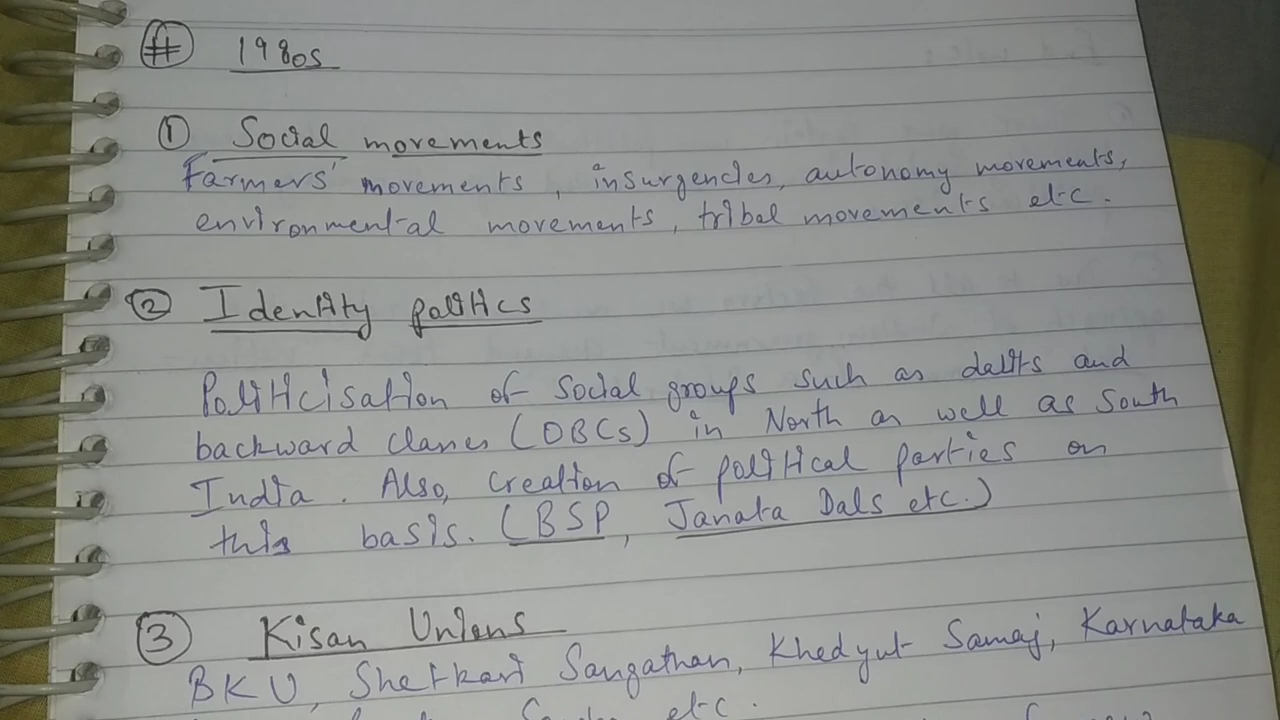 # 1980s
① Social movements
Farmers' movements, insurgencies, autonomy movements,
environmental movements, tribal movements etc.
② Identity politics
Politicisation of social groups such as dalits and
backward classes (OBCs) in North as well as South
India. Also, creation of political parties on
this basis. (BSP, Janata Dals etc.)
③ Kisan Unions
BKU, Shetkari Sangathan, Khedyut Samaj, Karnataka
etc.